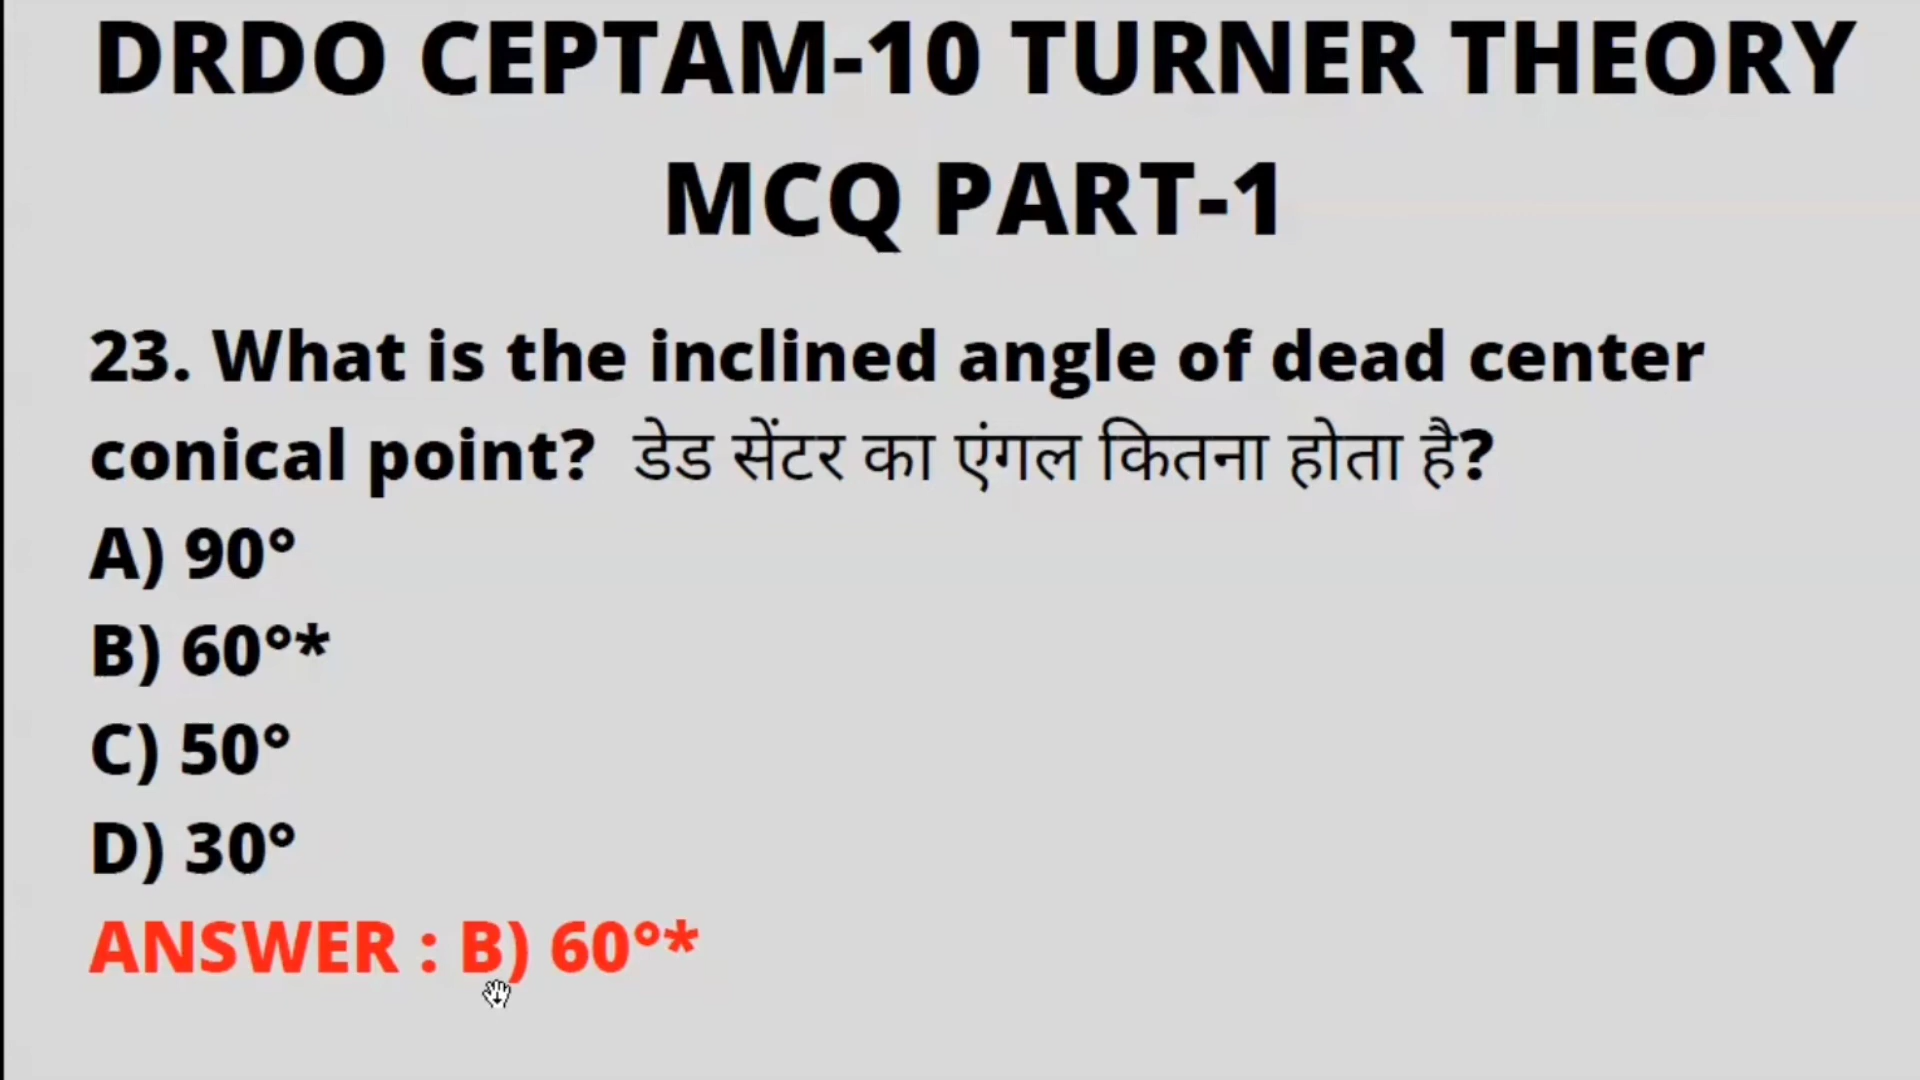 DRDO CEPTAM-10 TURNER THEORY
MCQ PART-1
23. What is the inclined angle of dead center
conical point? डेड सेंटर का एंगल कितना होता है?
A) 90°
B) 60°*
C) 50°
D) 30°
ANSWER : B) 60°*